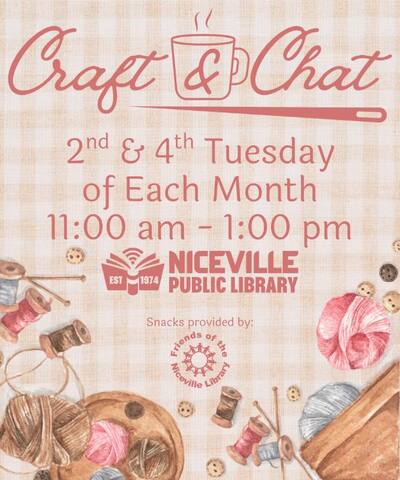 Craft & Chat
2nd & 4th Tuesday
of Each Month
11:00 am - 1:00 pm
EST 1974
NICEVILLE
PUBLIC LIBRARY
Snacks provided by:
Friends of the
Niceville Library